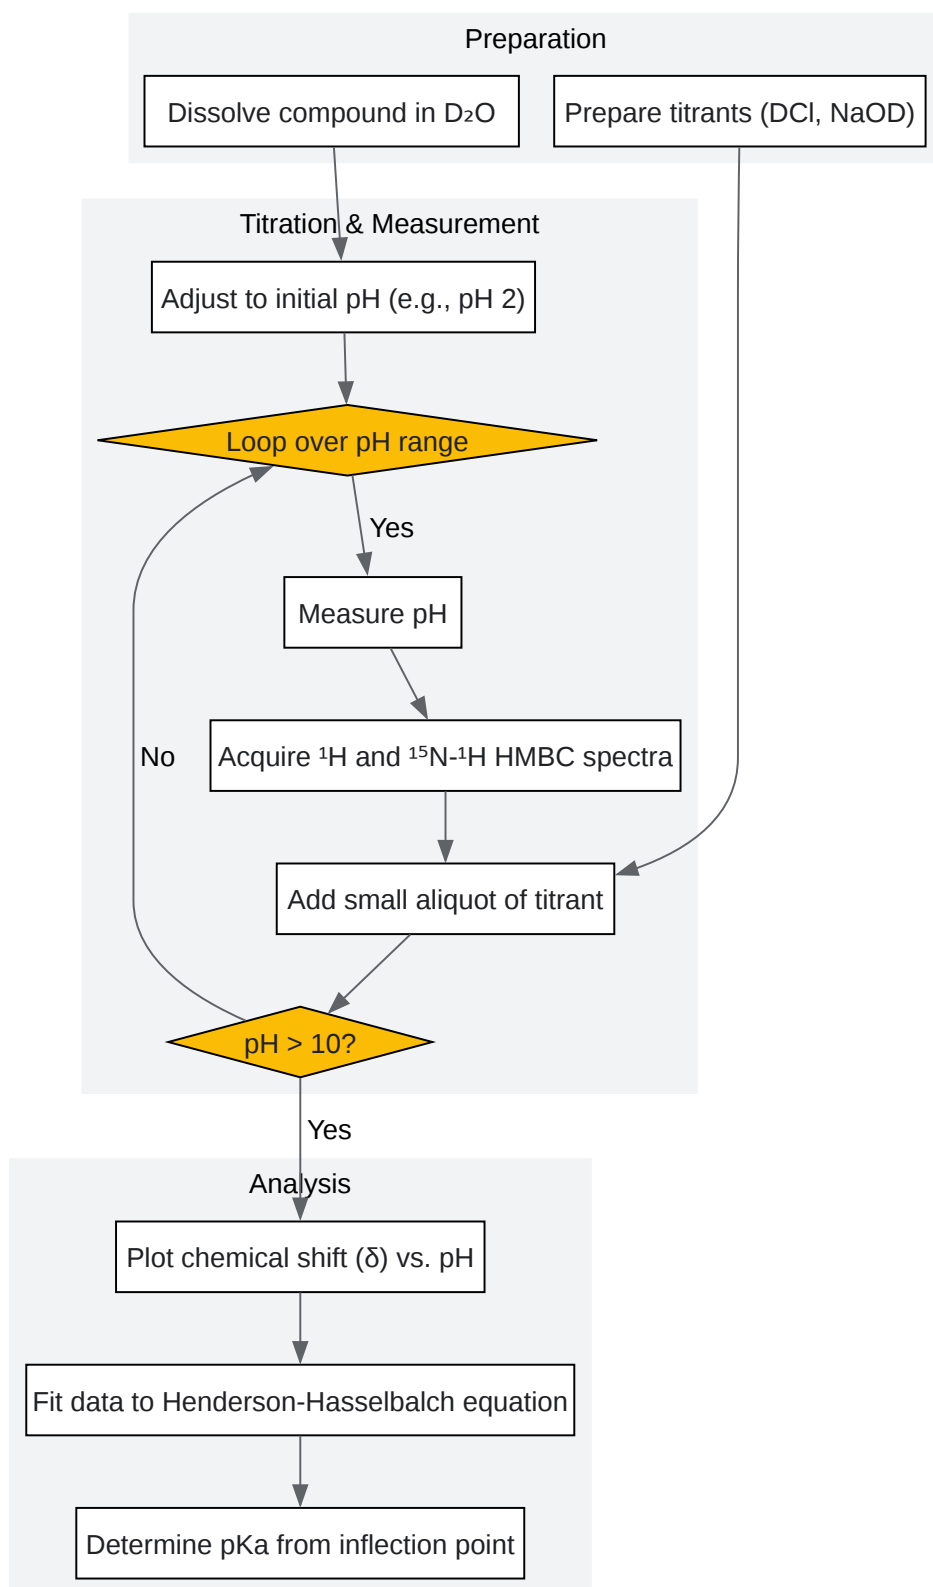 Preparation
Dissolve compound in D₂O
Prepare titrants (DCl, NaOD)
Titration & Measurement
Adjust to initial pH (e.g., pH 2)
Loop over pH range
Yes
Measure pH
No
Acquire ¹H and ¹⁵N-¹H HMBC spectra
Add small aliquot of titrant
pH > 10?
Yes
Analysis
Plot chemical shift (δ) vs. pH
Fit data to Henderson-Hasselbalch equation
Determine pKa from inflection point